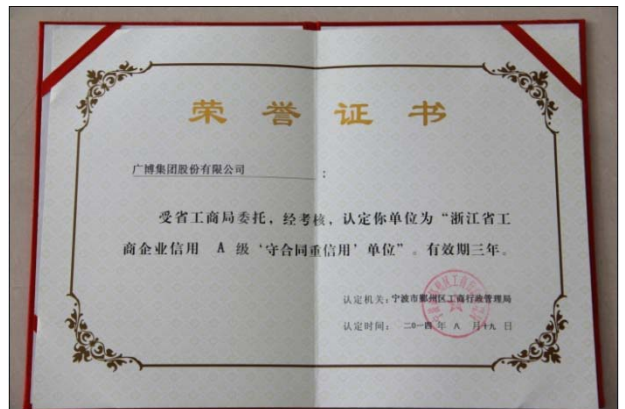 荣誉证书
广博集团股份有限公司：
受省工商局委托，经考核，认定你单位为“浙江省工
商企业信用 A 级‘守合同重信用’单位”。有效期三年。
认定机关：宁波市鄞州区工商行政管理局
认定时间：二0一四 年 八 月十九 日